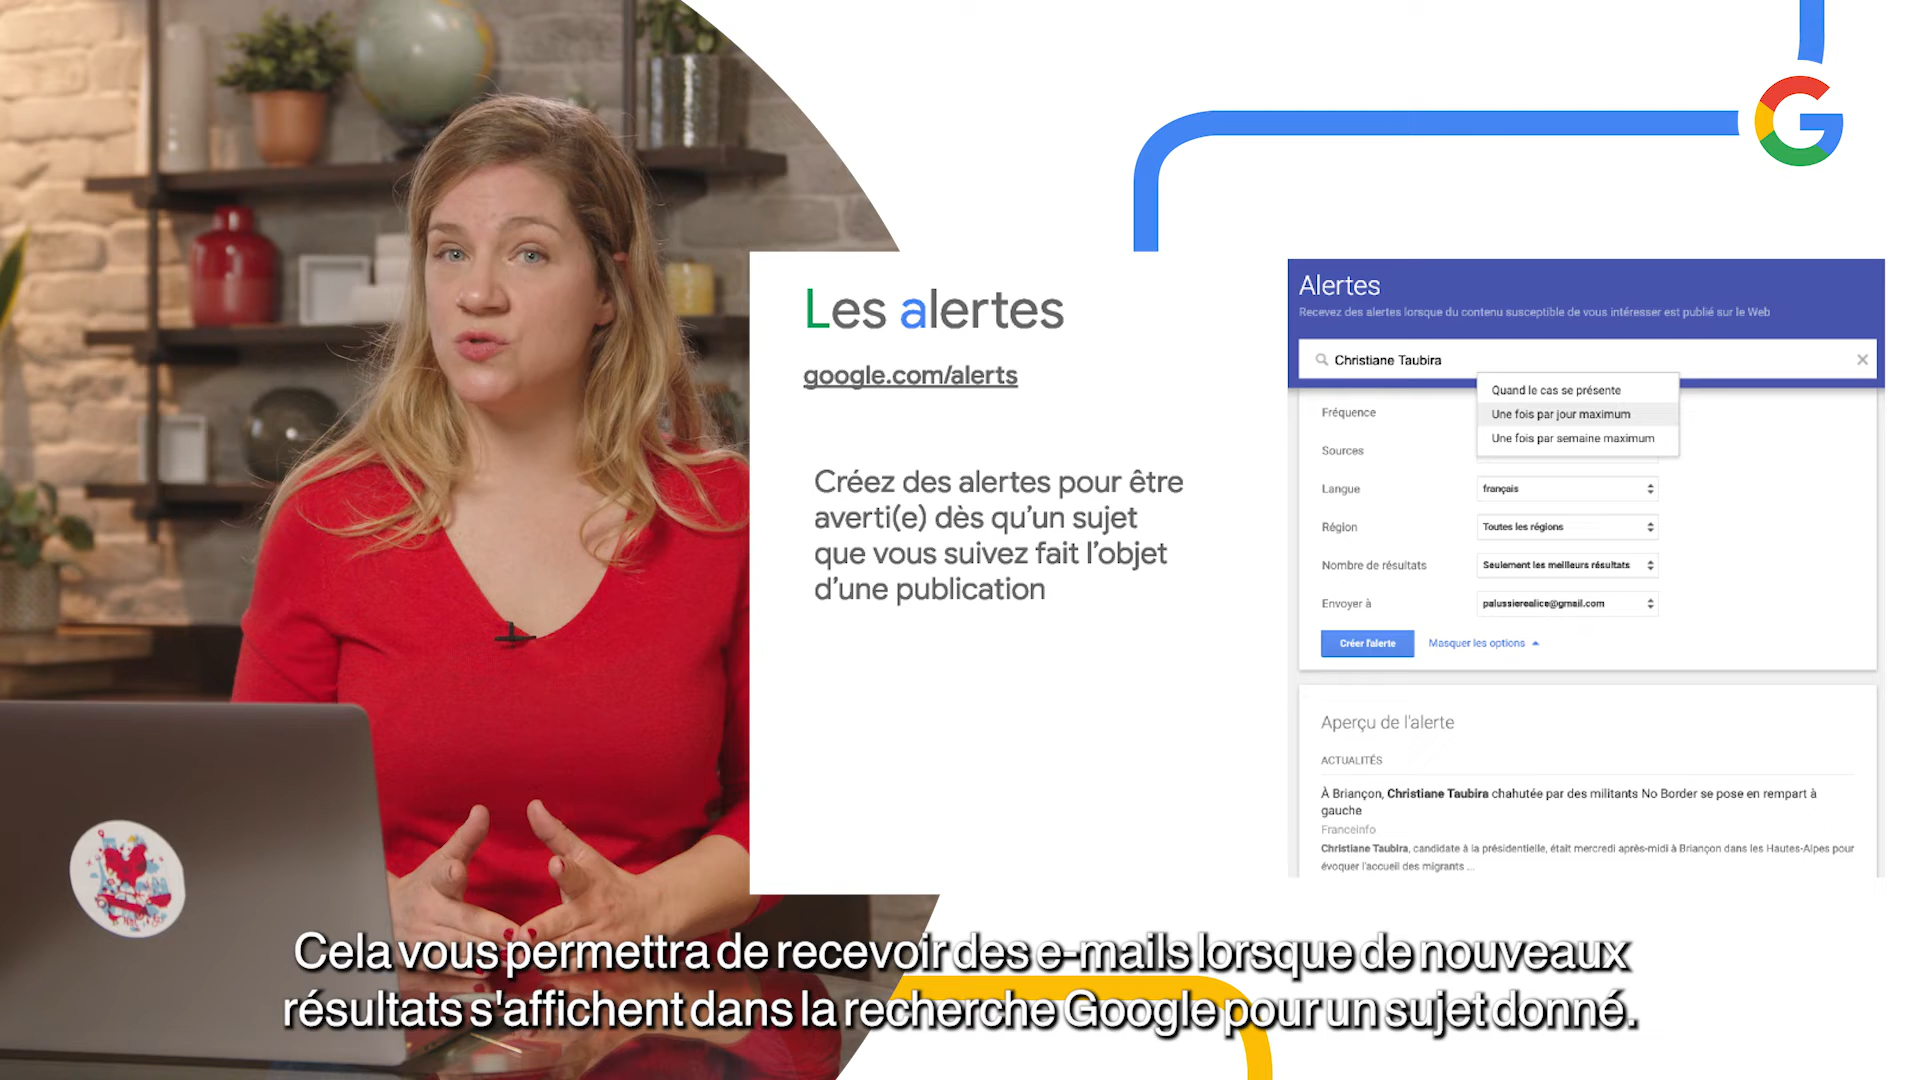 Les alertes
google.com/alerts
Créez des alertes pour être
averti(e) dès qu’un sujet
que vous suivez fait l’objet
d’une publication
Alertes
Recevez des alertes lorsque du contenu susceptible de vous intéresser est publié sur le Web
Christiane Taubira
Quand le cas se présente
Fréquence
Une fois par jour maximum
Une fois par semaine maximum
Sources
Langue français
Région Toutes les régions
Nombre de résultats Seulement les meilleurs résultats
Envoyer à palussierealice@gmail.com
Créer l'alerte Masquer les options
Aperçu de l'alerte
ACTUALITÉS
À Briançon, Christiane Taubira chahutée par des militants No Border se pose en rempart à
gauche
Franceinfo
Christiane Taubira, candidate à la présidentielle, était mercredi après-midi à Briançon dans les Hautes-Alpes pour
évoquer l'accueil des migrants ...
Cela vous permettra de recevoir des e-mails lorsque de nouveaux
résultats s'affichent dans la recherche Google pour un sujet donné.